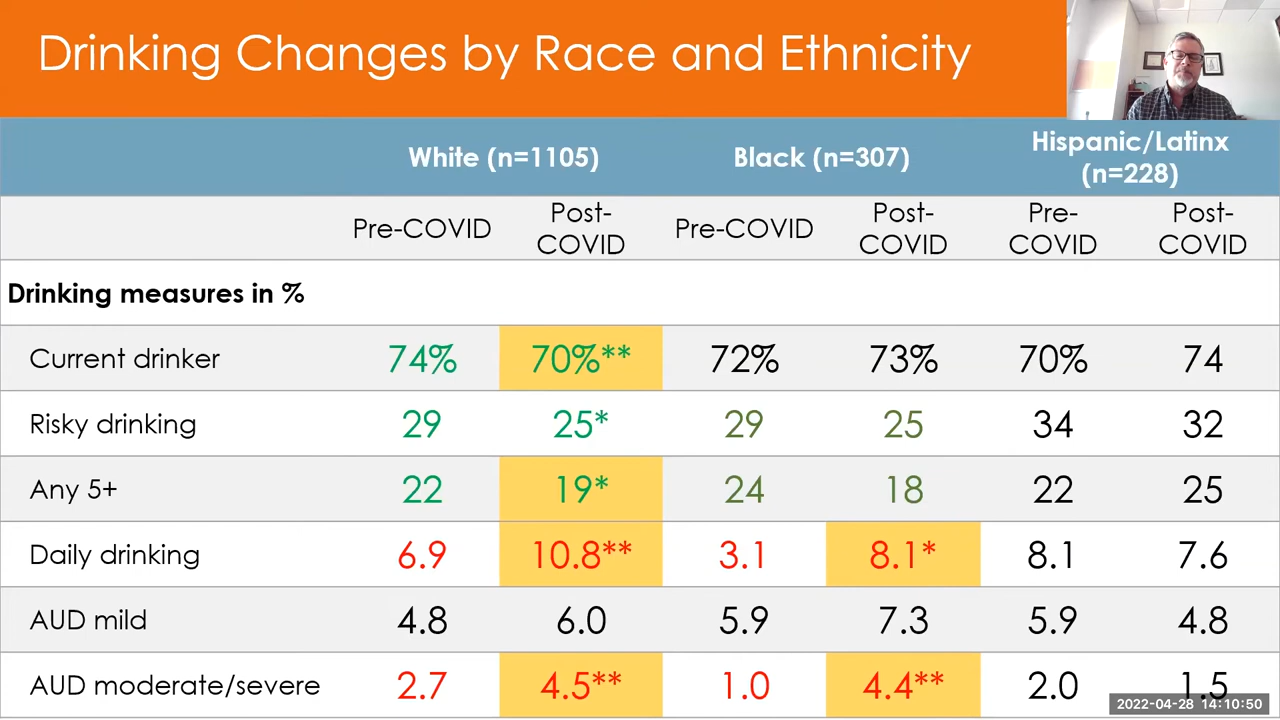 Drinking Changes by Race and Ethnicity
White (n=1105) Black (n=307) Hispanic/Latinx (n=228)
Pre-COVID Post-COVID Pre-COVID Post-COVID Pre-COVID Post-COVID
Drinking measures in %
Current drinker 74% 70%** 72% 73% 70% 74
Risky drinking 29 25* 29 25 34 32
Any 5+ 22 19* 24 18 22 25
Daily drinking 6.9 10.8** 3.1 8.1* 8.1 7.6
AUD mild 4.8 6.0 5.9 7.3 5.9 4.8
AUD moderate/severe 2.7 4.5** 1.0 4.4** 2.0 1.5
2022-04-28 14:10:50